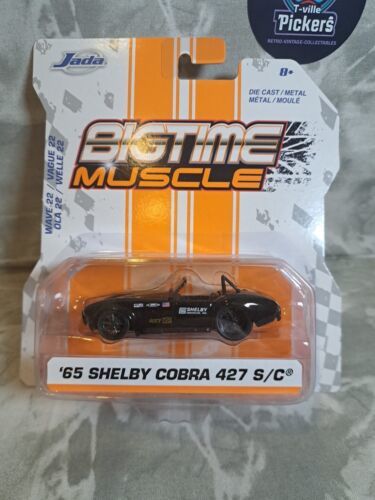 T-ville
Pickers
RETRO-VINTAGE-COLLECTABLES
Jada
8+
DIE CAST/METAL
MÉTAL/MOULÉ
BIGTIME
MUSCLE
WAVE 22 / VAGUE 22
OLA 22 / WELLE 22
SHELBY
'65 SHELBY COBRA 427 S/C®